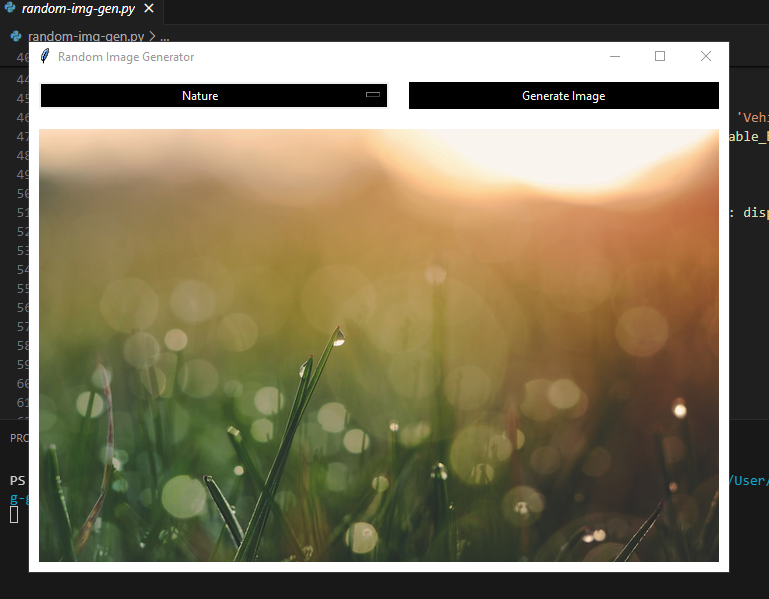 random-img-gen.py
random-img-gen.py > ...
Random Image Generator
Nature
Generate Image
44
45
46
'Vehi
47
able_
48
49
50
51
: disp
52
53
54
55
56
57
58
59
60
61
PRO
PS
/User/
g-g